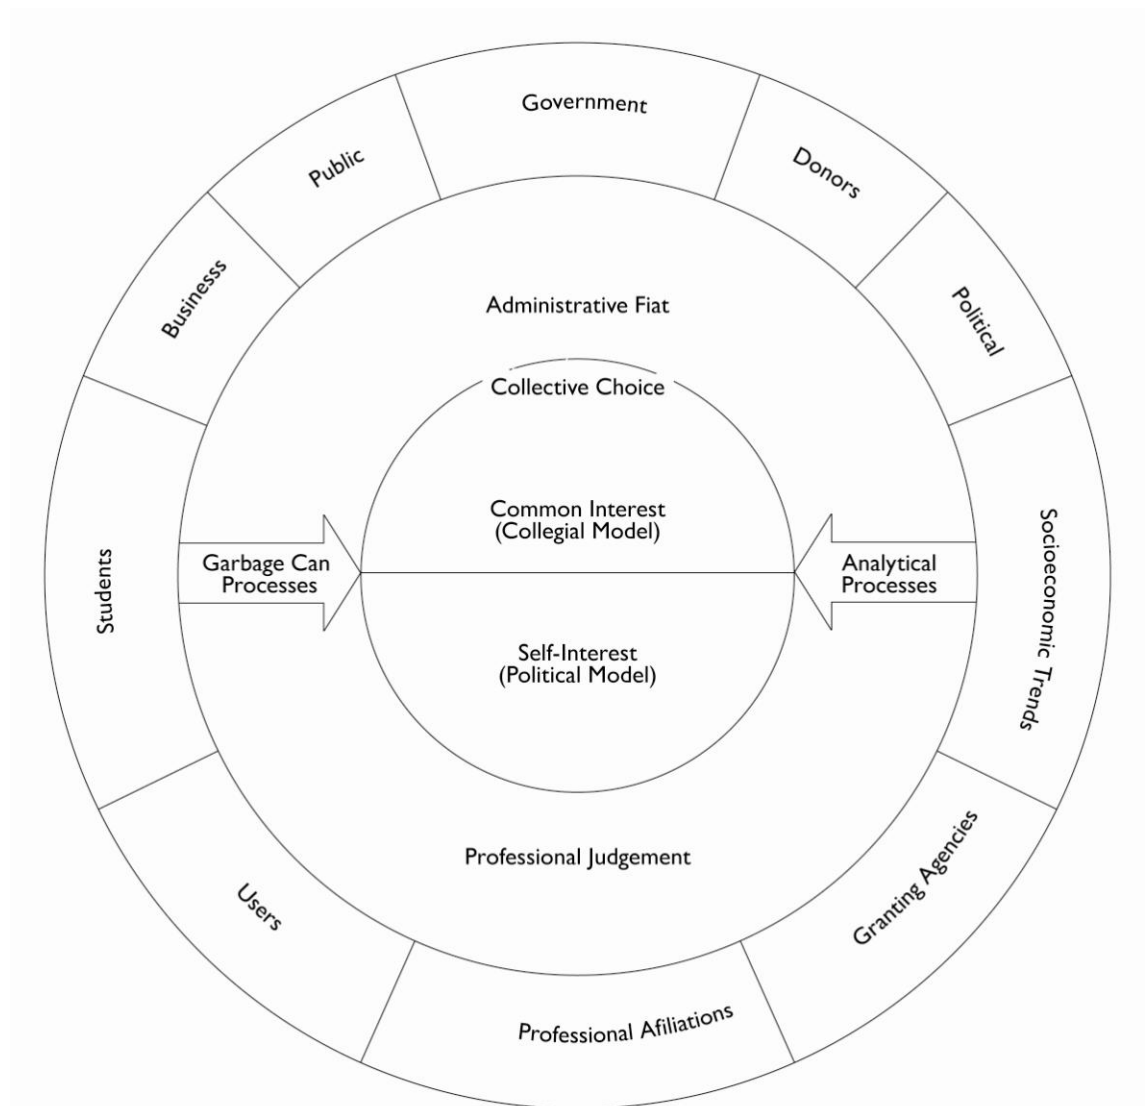 Government
Public
Donors
Businesss
Political
Administrative Fiat
Collective Choice
Common Interest
(Collegial Model)
Garbage Can
Processes
Analytical
Processes
Students
Socioeconomic Trends
Self-Interest
(Political Model)
Professional Judgement
Users
Granting Agencies
Professional Afiliations